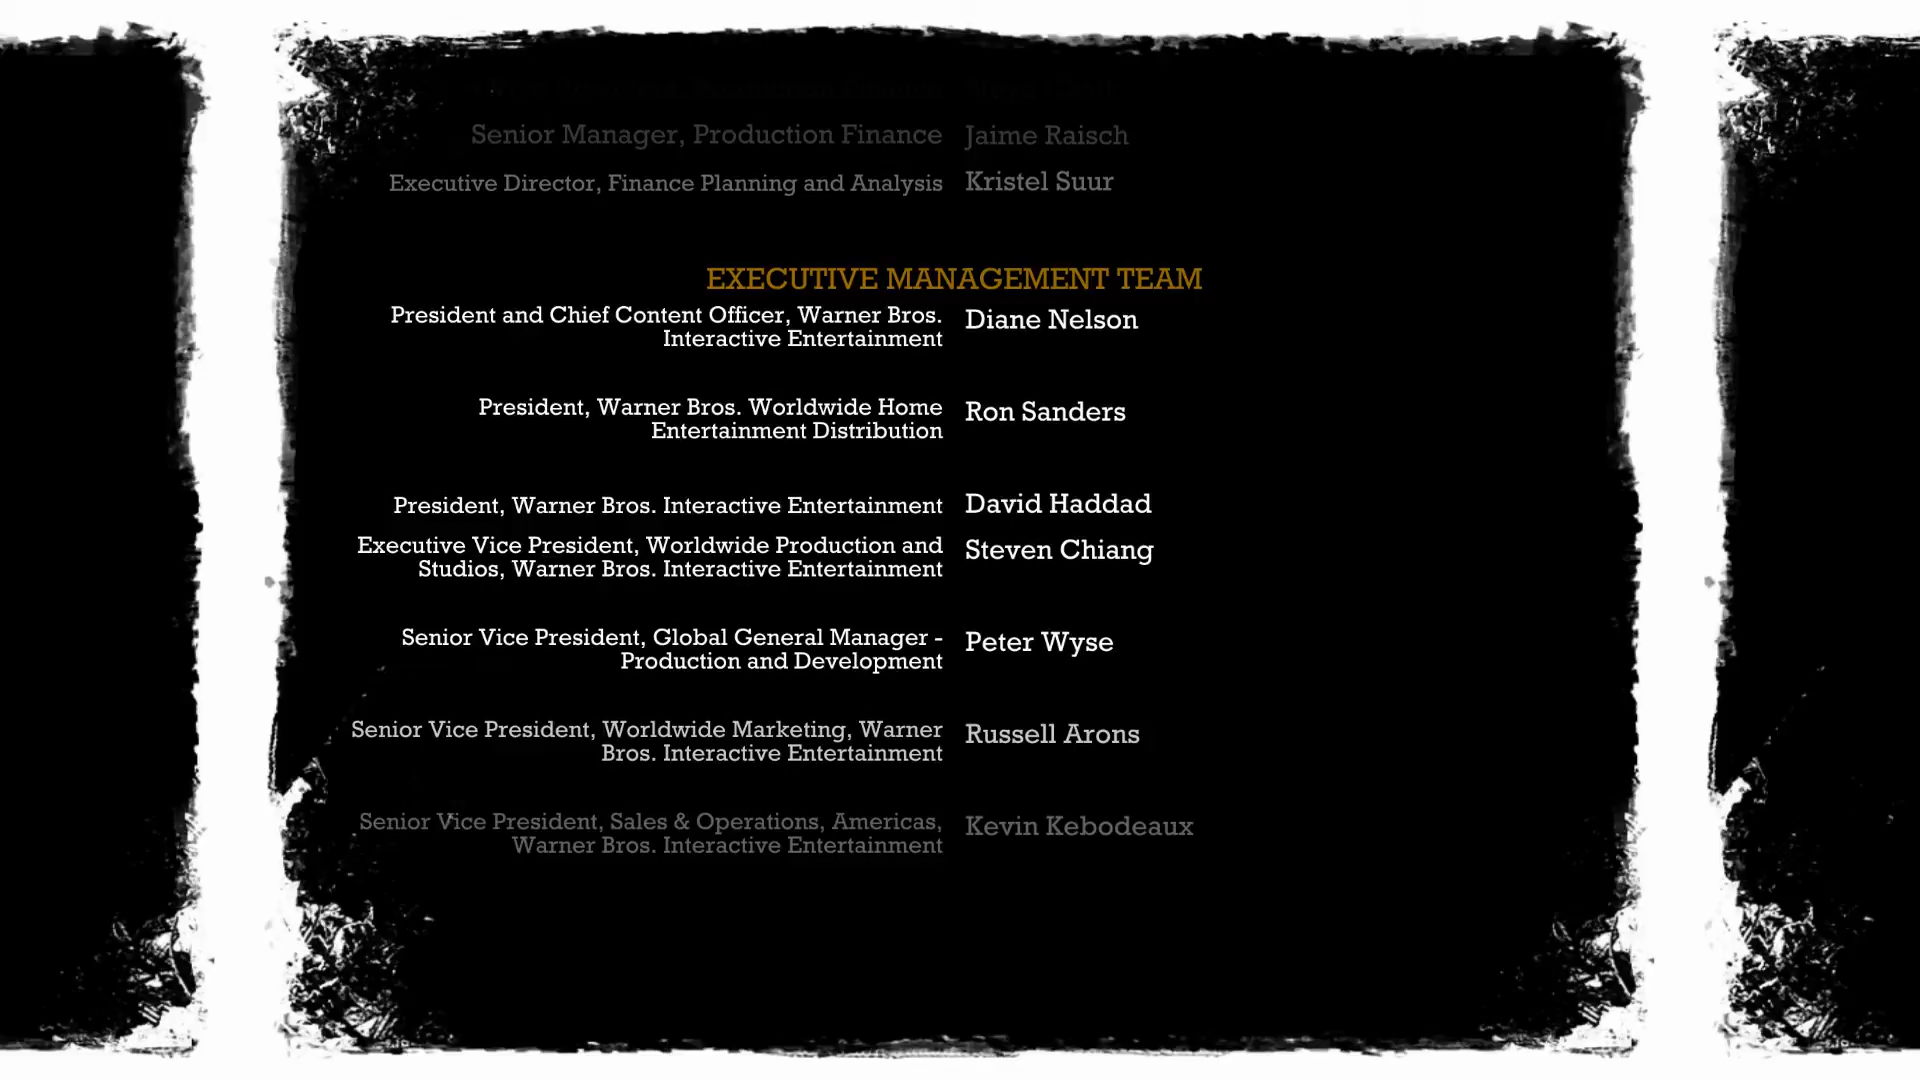 Senior Manager, Production Finance Jaime Raisch
Executive Director, Finance Planning and Analysis Kristel Suur
EXECUTIVE MANAGEMENT TEAM
President and Chief Content Officer, Warner Bros. Diane Nelson
Interactive Entertainment
President, Warner Bros. Worldwide Home Ron Sanders
Entertainment Distribution
President, Warner Bros. Interactive Entertainment David Haddad
Executive Vice President, Worldwide Production and Steven Chiang
Studios, Warner Bros. Interactive Entertainment
Senior Vice President, Global General Manager - Peter Wyse
Production and Development
Senior Vice President, Worldwide Marketing, Warner Russell Arons
Bros. Interactive Entertainment
Senior Vice President, Sales & Operations, Americas, Kevin Kebodeaux
Warner Bros. Interactive Entertainment